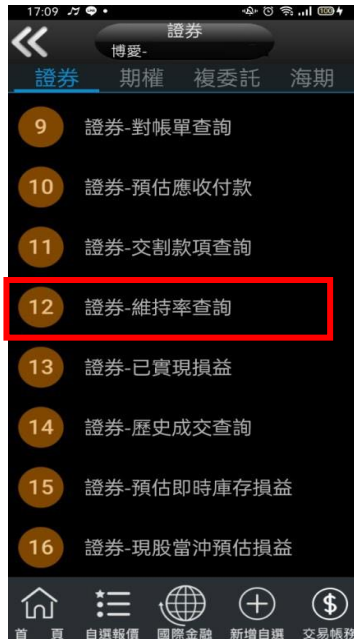 17:09
100
證券
博愛-
證券 期權 複委託 海期
9 證券-對帳單查詢
10 證券-預估應收付款
11 證券-交割款項查詢
12 證券-維持率查詢
13 證券-已實現損益
14 證券-歷史成交查詢
15 證券-預估即時庫存損益
16 證券-現股當沖預估損益
首 頁 自選報價 國際金融 新增自選 交易帳務